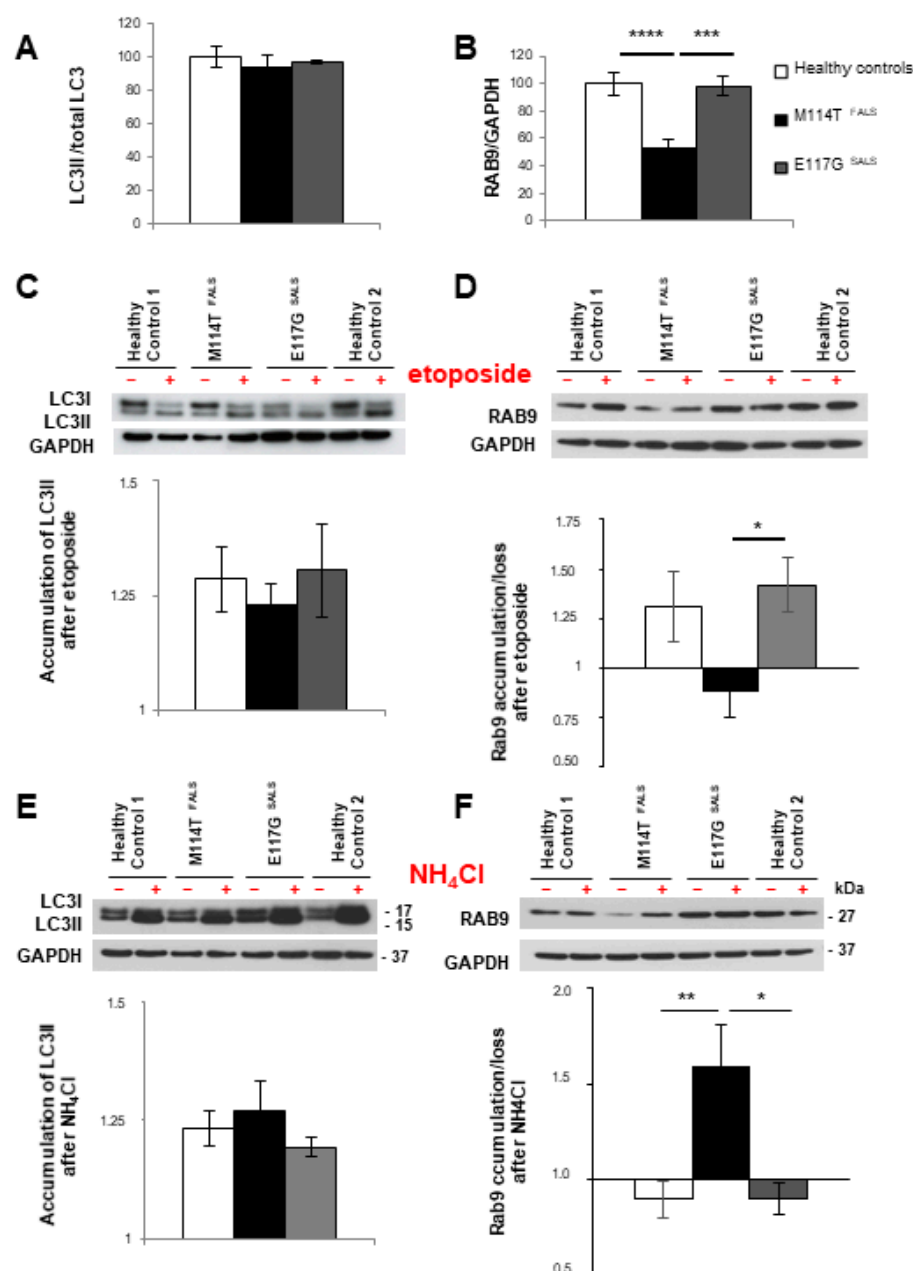 A
LC3II/total LC3
120
100
80
60
40
20
0
B
RAB9/GAPDH
120
100
80
60
40
20
0
**** ***
Healthy controls
M114T FALS
E117G SALS
C
Healthy Control 1
M114T FALS
E117G SALS
Healthy Control 2
– + – + – + – +
etoposide
LC3I
LC3II
GAPDH
Accumulation of LC3II
after etoposide
1.5
1.25
1
D
Healthy Control 1
M114T FALS
E117G SALS
Healthy Control 2
– + – + – + – +
RAB9
GAPDH
Rab9 accumulation/loss
after etoposide
1.75
1.50
1.25
1
0.75
0.50
*
E
Healthy Control 1
M114T FALS
E117G SALS
Healthy Control 2
– + – + – + – +
NH4Cl
LC3I
LC3II
GAPDH
- 17
- 15
- 37
Accumulation of LC3II
after NH4Cl
1.5
1.25
1
F
Healthy Control 1
M114T FALS
E117G SALS
Healthy Control 2
– + – + – + – +
kDa
RAB9
- 27
GAPDH
- 37
Rab9 ccumulation/loss
after NH4Cl
2.0
1.5
1.0
0.5
** *